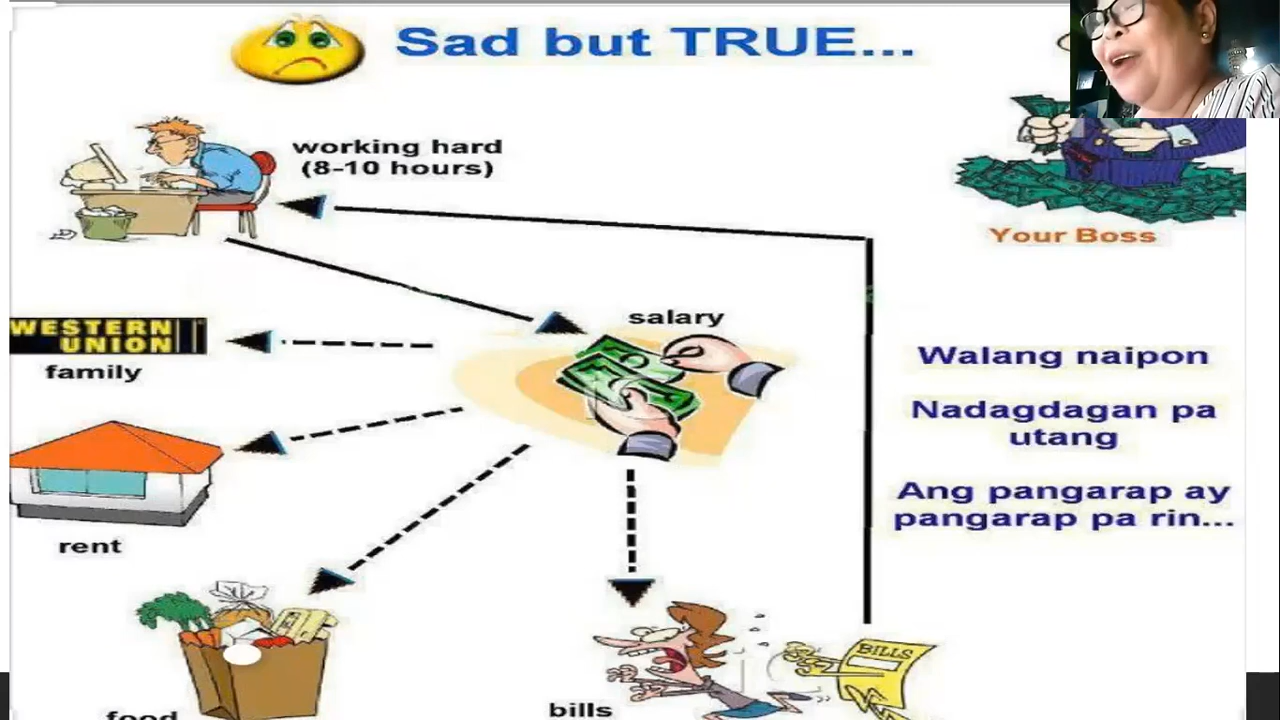 Sad but TRUE...
working hard
(8-10 hours)
Your Boss
salary
WESTERN
UNION
family
Walang naipon
Nadagdagan pa
utang
Ang pangarap ay
pangarap pa rin...
rent
BILLS
food
bills